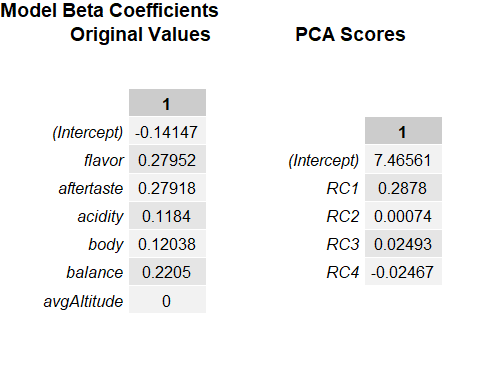 Model Beta Coefficients
Original Values
PCA Scores
1
(Intercept) -0.14147
flavor 0.27952
aftertaste 0.27918
acidity 0.1184
body 0.12038
balance 0.2205
avgAltitude 0
1
(Intercept) 7.46561
RC1 0.2878
RC2 0.00074
RC3 0.02493
RC4 -0.02467